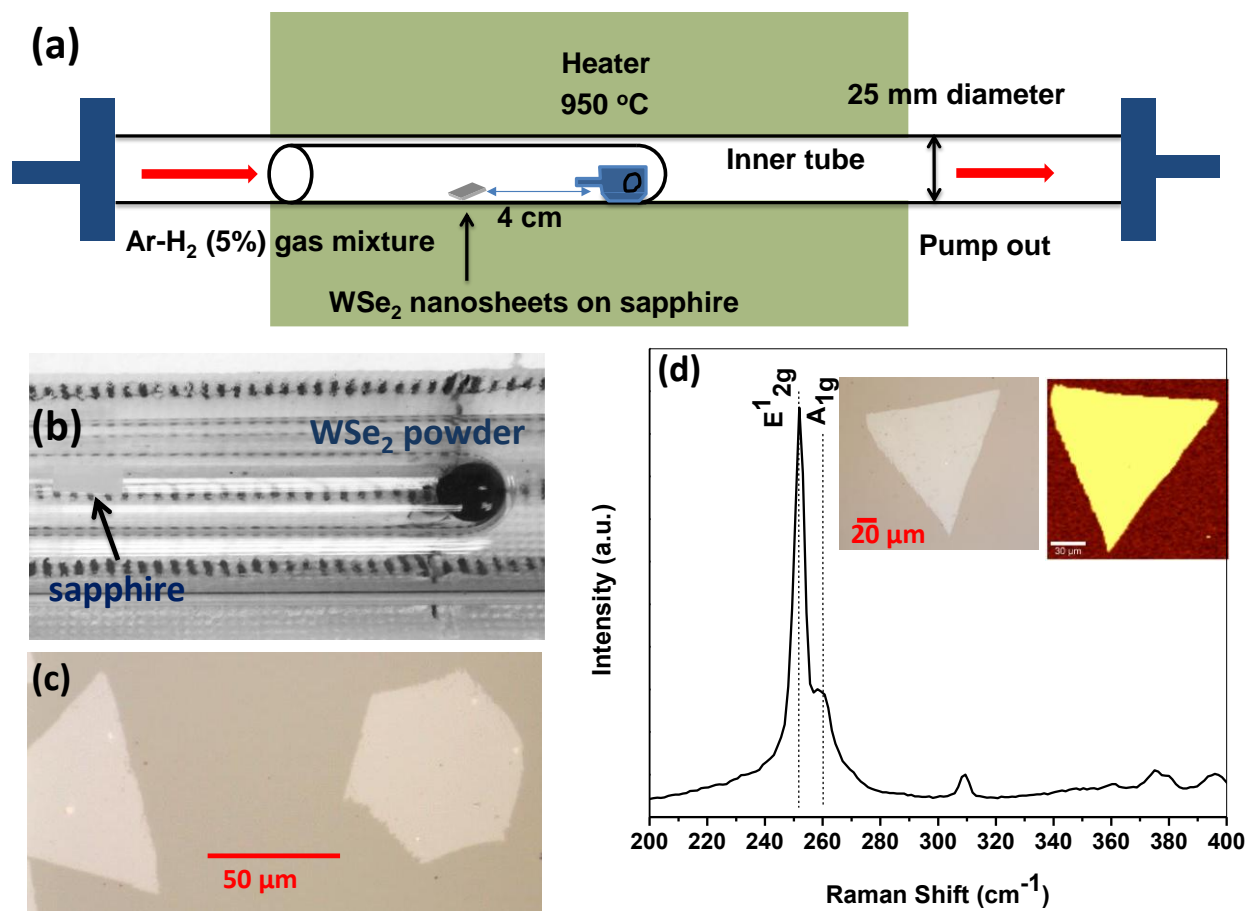 (a)
Heater
950 °C
25 mm diameter
Inner tube
4 cm
Ar-H₂ (5%) gas mixture
Pump out
WSe₂ nanosheets on sapphire
(b)
WSe₂ powder
sapphire
(c)
50 µm
(d)
E¹₂g
A₁g
20 µm
30 µm
Intensity (a.u.)
200 220 240 260 280 300 320 340 360 380 400
Raman Shift (cm⁻¹)